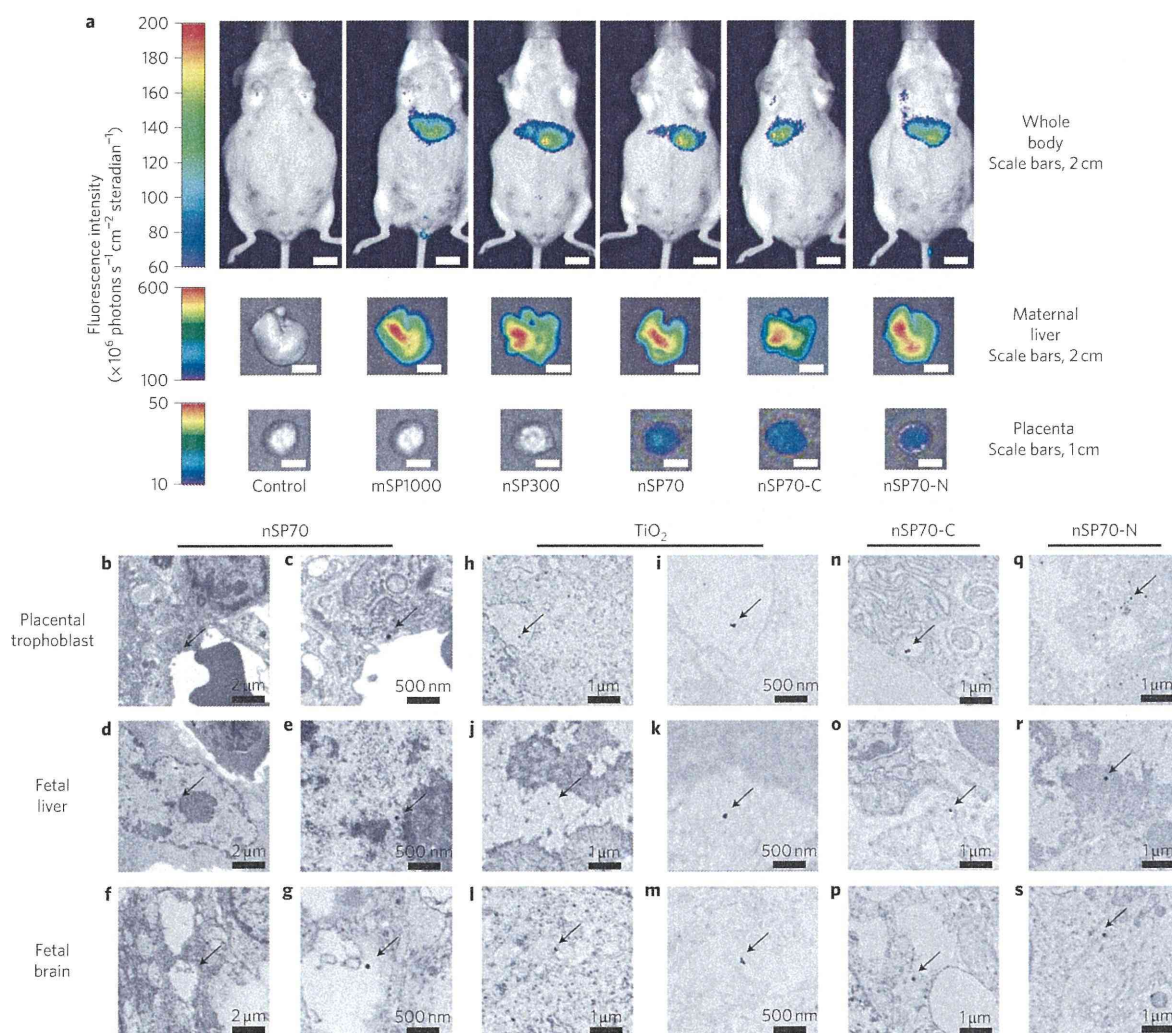 a
200
180
160
140
120
100
80
60
600
100
50
10
Fluorescence intensity
(×10⁶ photons s⁻¹ cm⁻² steradian⁻¹)
Whole
body
Scale bars, 2 cm
Maternal
liver
Scale bars, 2 cm
Placenta
Scale bars, 1 cm
Control mSP1000 nSP300 nSP70 nSP70-C nSP70-N
nSP70 TiO₂ nSP70-C nSP70-N
Placental
trophoblast
b 2 µm
c 500 nm
h 1 µm
i 500 nm
n 1 µm
q 1 µm
Fetal
liver
d 2 µm
e 500 nm
j 1 µm
k 500 nm
o 1 µm
r 1 µm
Fetal
brain
f 2 µm
g 500 nm
l 1 µm
m 500 nm
p 1 µm
s 1 µm